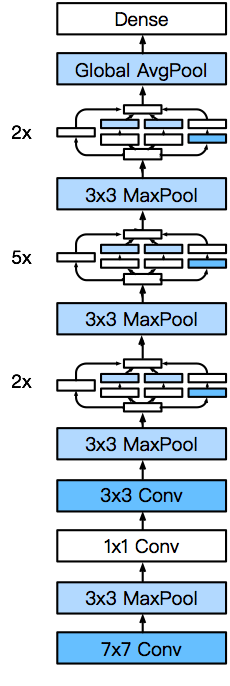 Dense
Global AvgPool
2x
3x3 MaxPool
5x
3x3 MaxPool
2x
3x3 MaxPool
3x3 Conv
1x1 Conv
3x3 MaxPool
7x7 Conv